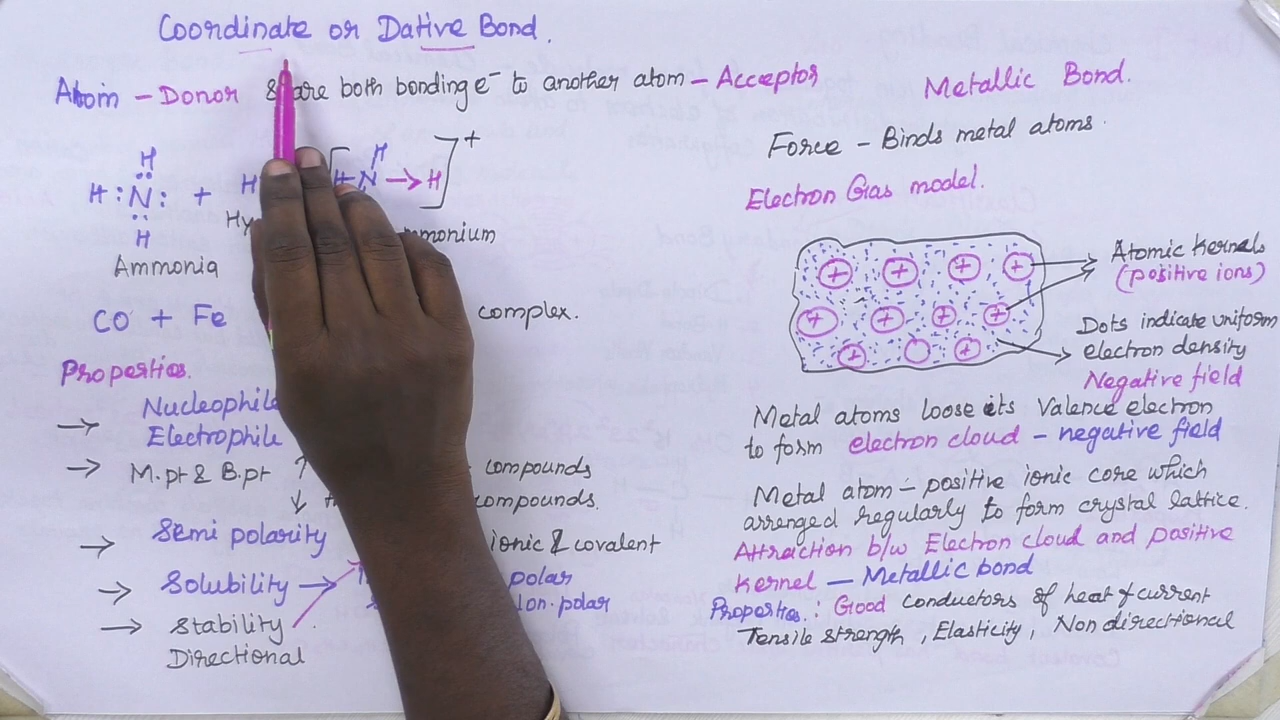 Coordinate or Dative Bond.
Atom - Donor Share both bonding e⁻ to another atom - Acceptor
H
H : N : + H
H
Ammonia
H
H N → H ] +
mmonium
CO + Fe complex.
Properties.
→ Nucleophile
Electrophile
→ M.pt & B.pt ↑ compounds
↓ compounds.
→ Semi polarity ionic & covalent
→ Solubility → polar
Non.polar
→ Stability
Directional
Metallic Bond.
Force - Binds metal atoms.
Electron Gas model.
Atomic kernels
(positive ions)
Dots indicate uniform
electron density
Negative field
Metal atoms loose its Valence electron
to form electron cloud - negative field
Metal atom - positive ionic core which
arrenged regularly to form crystal lattice.
Attraction b/w Electron cloud and positive
kernel - Metallic bond
Properties. : Good conductors of heat & current
Tensile strength, Elasticity, Non directional